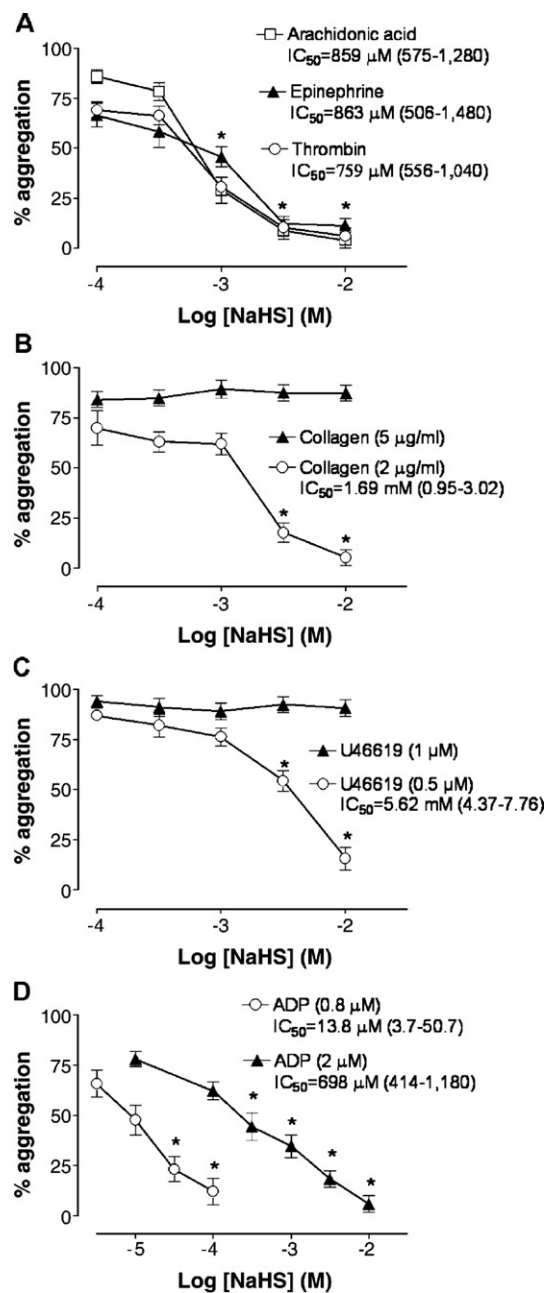 A
Arachidonic acid
IC50=859 μM (575-1,280)
Epinephrine
IC50=863 μM (506-1,480)
Thrombin
IC50=759 μM (556-1,040)
% aggregation
100
75
50
25
0
* * *
-4 -3 -2
Log [NaHS] (M)
B
% aggregation
100
75
50
25
0
Collagen (5 μg/ml)
Collagen (2 μg/ml)
IC50=1.69 mM (0.95-3.02)
* *
-4 -3 -2
Log [NaHS] (M)
C
% aggregation
100
75
50
25
0
U46619 (1 μM)
U46619 (0.5 μM)
IC50=5.62 mM (4.37-7.76)
* *
-4 -3 -2
Log [NaHS] (M)
D
ADP (0.8 μM)
IC50=13.8 μM (3.7-50.7)
ADP (2 μM)
IC50=698 μM (414-1,180)
% aggregation
100
75
50
25
0
* * * * * *
-5 -4 -3 -2
Log [NaHS] (M)